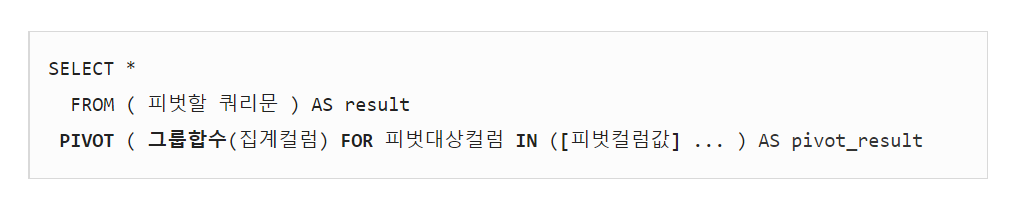 SELECT *
FROM ( 피벗할 쿼리문 ) AS result
PIVOT ( 그룹합수(집계컬럼) FOR 피벗대상컬럼 IN ([피벗컬럼값] ... ) AS pivot_result